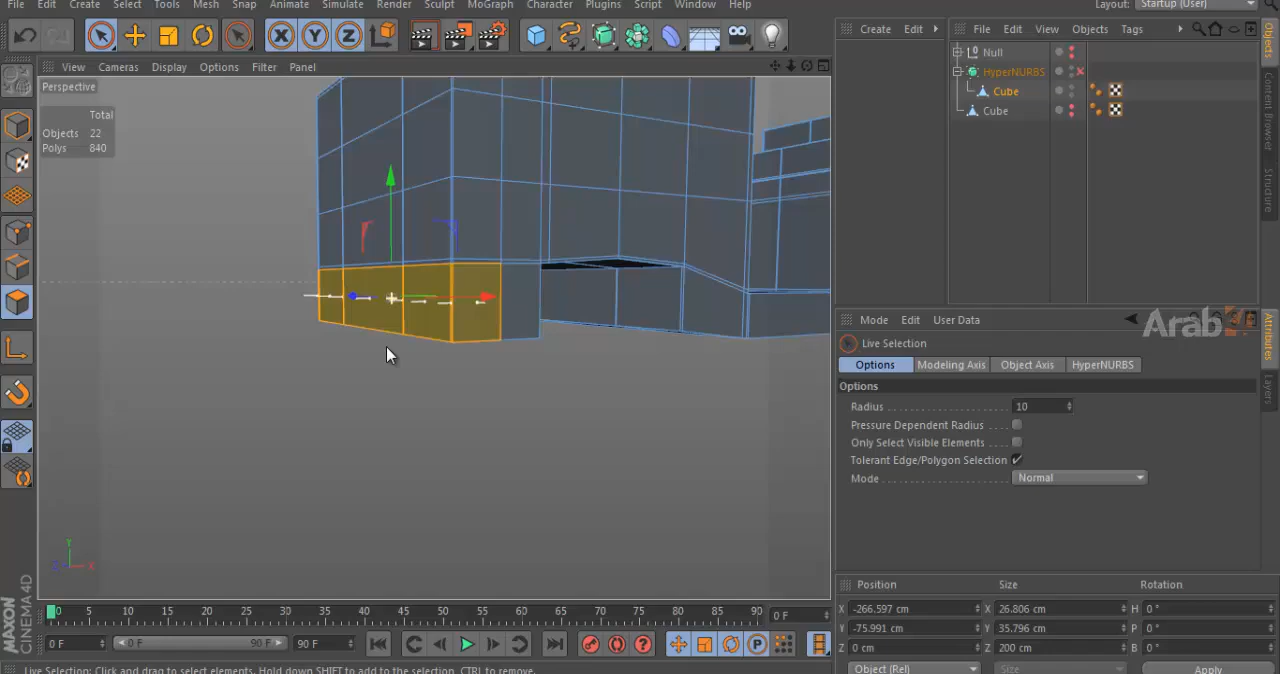 File Edit Create Select Tools Mesh Snap Animate Simulate Render Sculpt MoGraph Character Plugins Script Window Help Layout: Startup (User)
Create Edit File Edit View Objects Tags
View Cameras Display Options Filter Panel
Null
HyperNURBS
Cube
Cube
Perspective
Total
Objects 22
Polys 840
Objects
Content Browser
Structure
Mode Edit User Data
Arab
Live Selection
Options Modeling Axis Object Axis HyperNURBS
Options
Radius 10
Pressure Dependent Radius
Only Select Visible Elements
Tolerant Edge/Polygon Selection
Mode Normal
Attributes
Layers
Y
Z X
MAXON
CINEMA 4D
0 5 10 15 20 25 30 35 40 45 50 55 60 65 70 75 80 85 90 0 F
0 F 0 F 90 F 90 F
Position Size Rotation
X -266.597 cm X 26.806 cm H 0 °
Y -75.991 cm Y 35.796 cm P 0 °
Z 0 cm Z 200 cm B 0 °
Object (Rel) Size Apply
Live Selection: Click and drag to select elements. Hold down SHIFT to add to the selection, CTRL to remove.